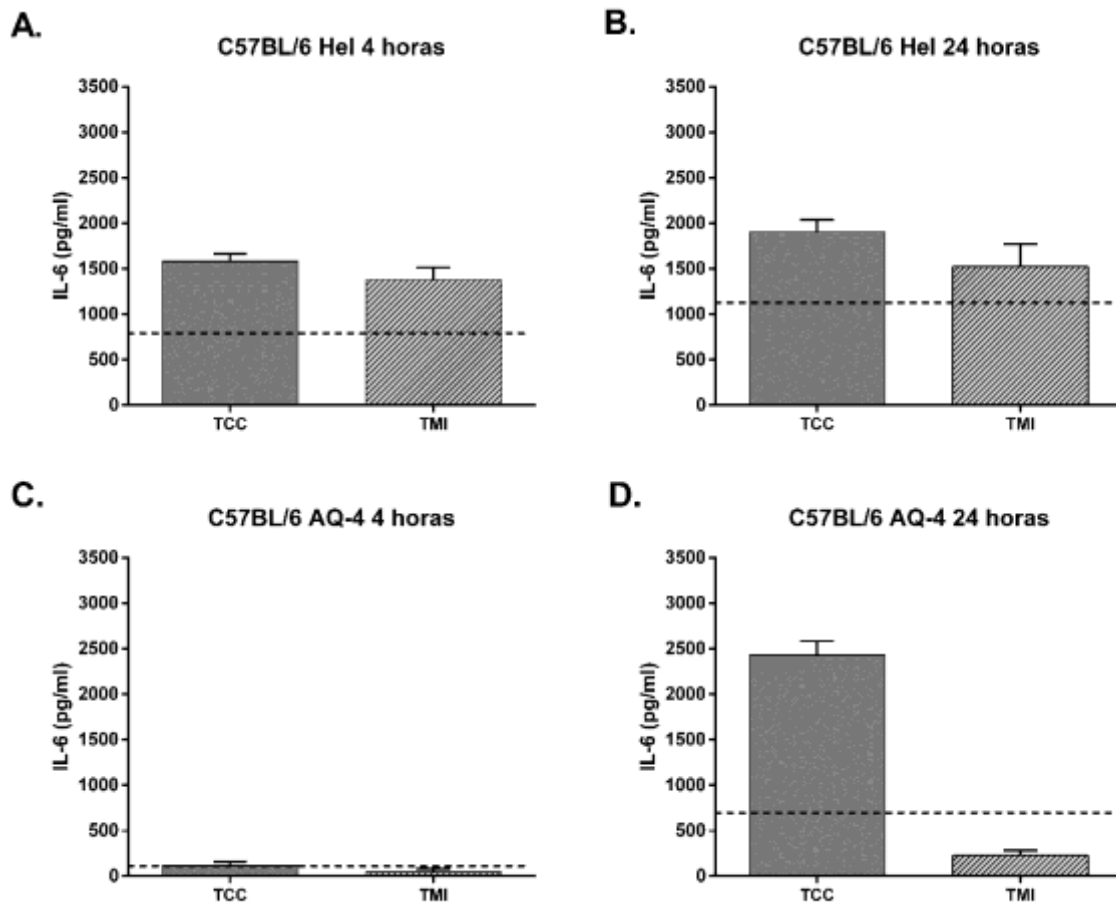 A.
C57BL/6 Hel 4 horas
3500
3000
2500
2000
1500
1000
500
0
IL-6 (pg/ml)
TCC
TMI
B.
C57BL/6 Hel 24 horas
3500
3000
2500
2000
1500
1000
500
0
IL-6 (pg/ml)
TCC
TMI
C.
C57BL/6 AQ-4 4 horas
3500
3000
2500
2000
1500
1000
500
0
IL-6 (pg/ml)
TCC
TMI
D.
C57BL/6 AQ-4 24 horas
3500
3000
2500
2000
1500
1000
500
0
IL-6 (pg/ml)
TCC
TMI